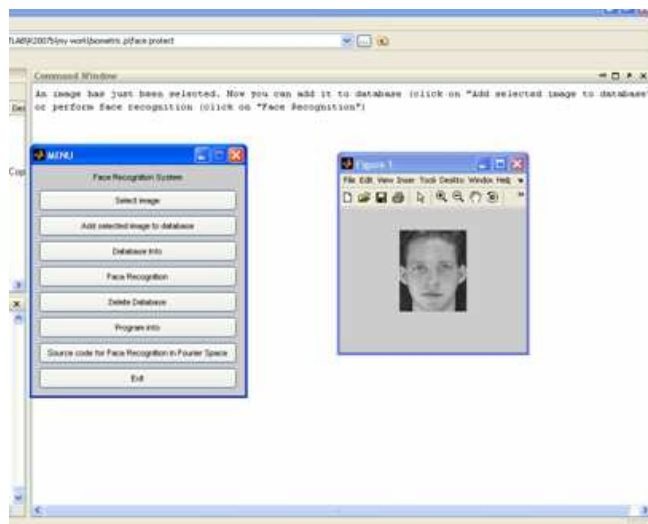 Command Window
An image has just been selected. Now you can add it to database (click on "Add selected image to database"
or perform face recognition (click on "Face Recognition")
MENU
Face Recognition System
Select image
Add selected image to database
Database Info
Face Recognition
Delete Database
Program info
Source code for Face Recognition in Fourier Space
Exit
Figure 1
File Edit View Inser Tools Deskto Window Help